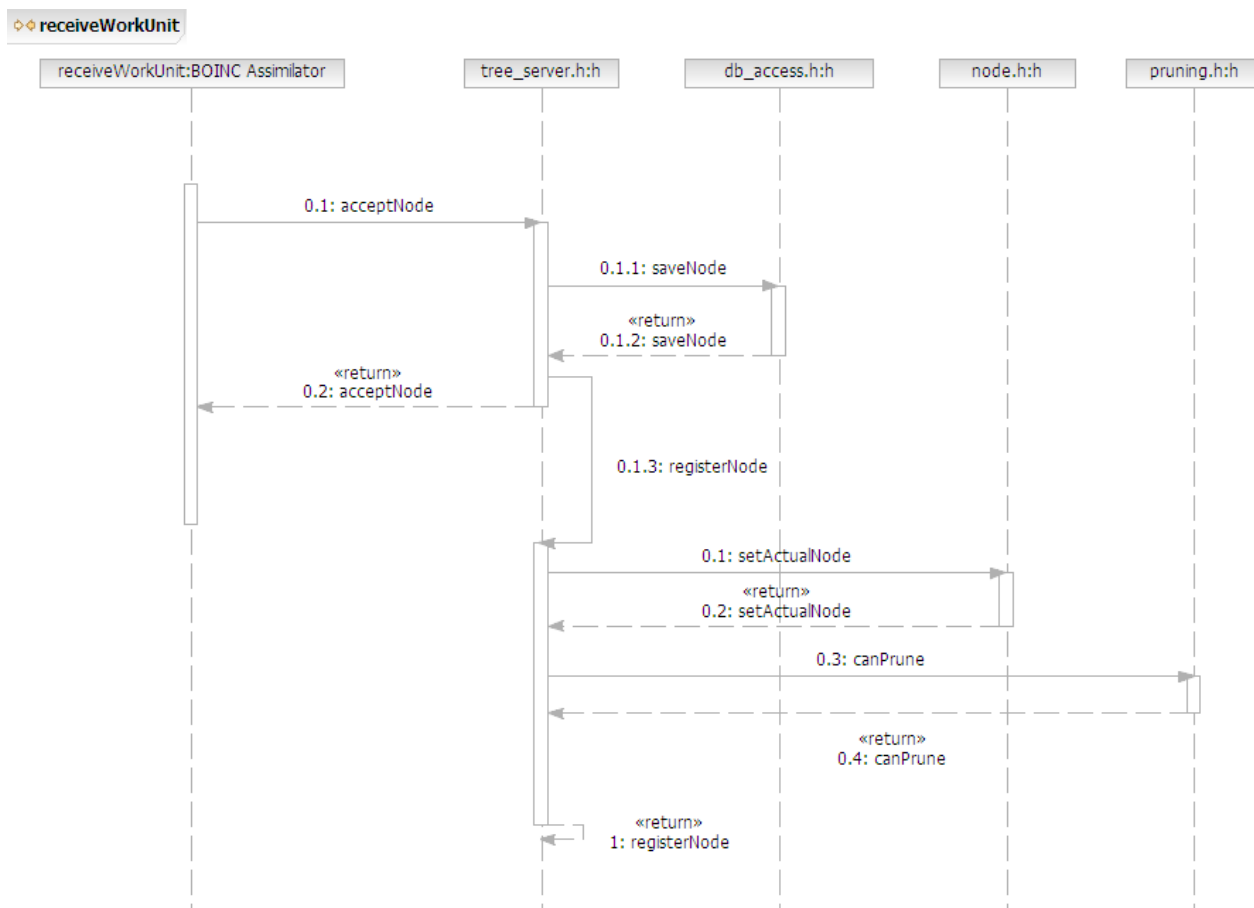 receiveWorkUnit
receiveWorkUnit:BOINC Assimilator
tree_server.h:h
db_access.h:h
node.h:h
pruning.h:h
0.1: acceptNode
0.1.1: saveNode
«return»
0.1.2: saveNode
«return»
0.2: acceptNode
0.1.3: registerNode
0.1: setActualNode
«return»
0.2: setActualNode
0.3: canPrune
«return»
0.4: canPrune
«return»
1: registerNode